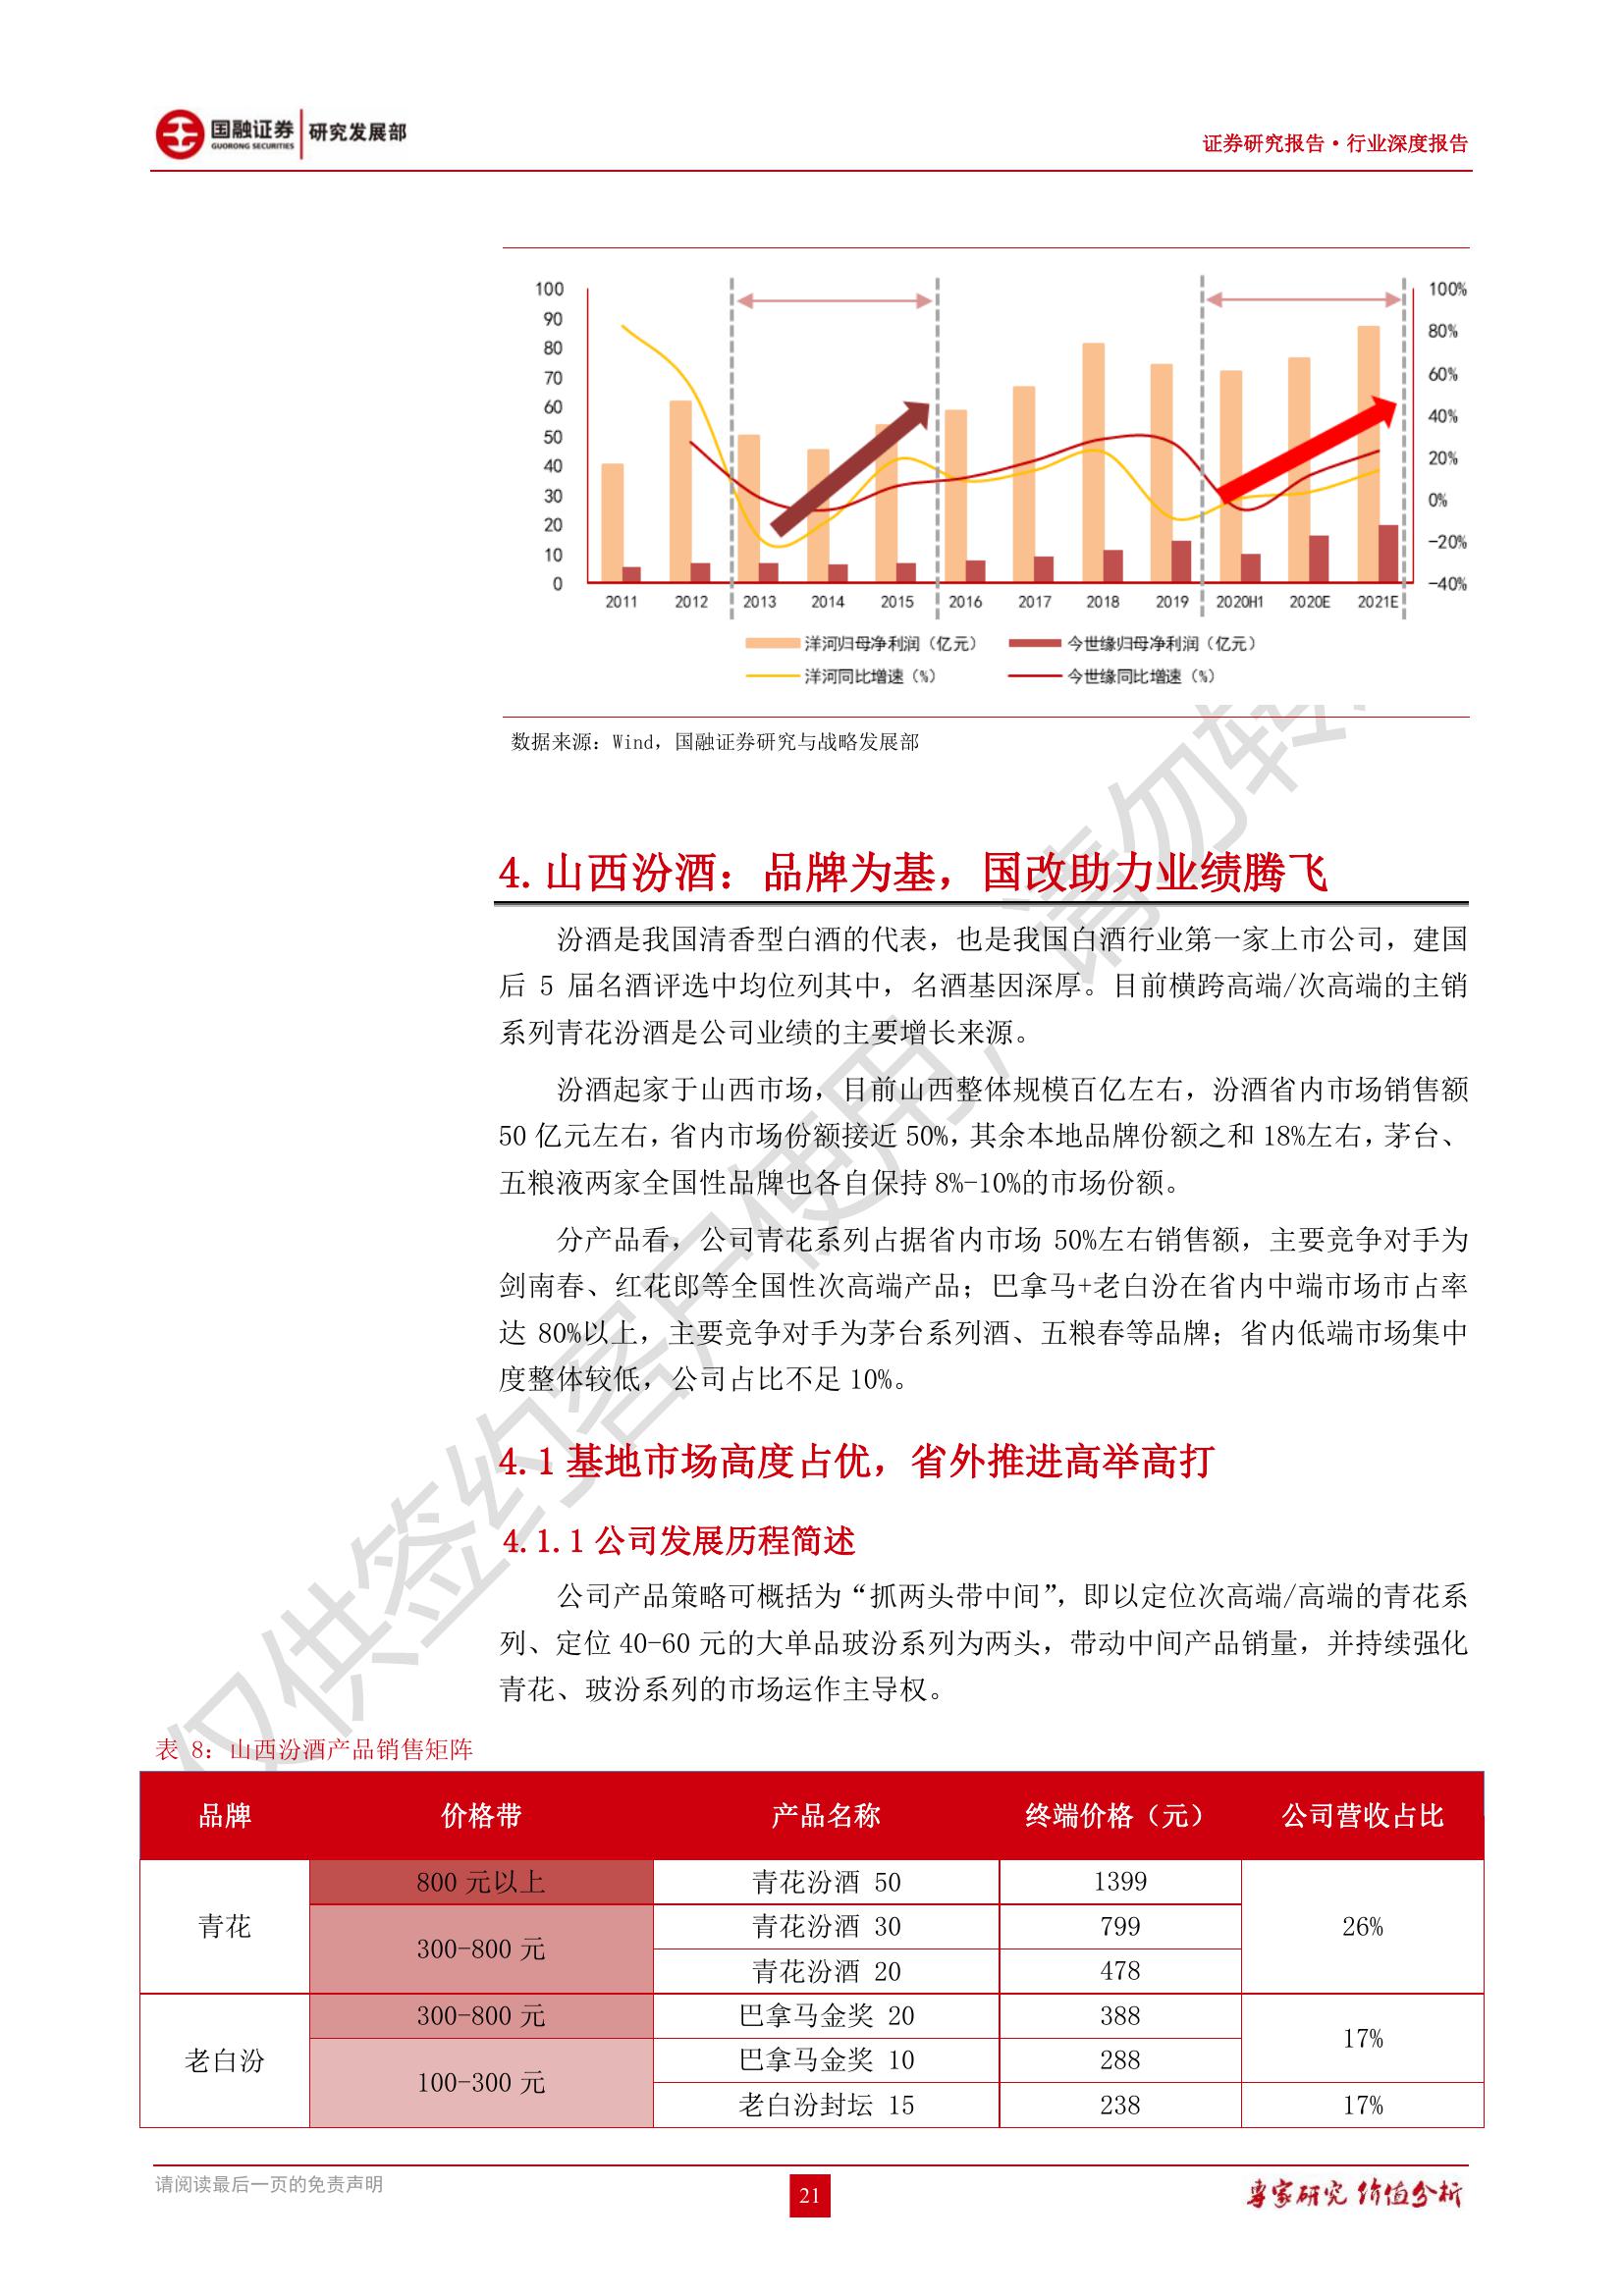 国融证券
GUORONG SECURITIES
研究发展部
证券研究报告·行业深度报告
100
90
80
70
60
50
40
30
20
10
0
100%
80%
60%
40%
20%
0%
-20%
-40%
2011 2012 2013 2014 2015 2016 2017 2018 2019 2020H1 2020E 2021E
洋河归母净利润（亿元） 今世缘归母净利润（亿元）
洋河同比增速（%） 今世缘同比增速（%）
数据来源：Wind，国融证券研究与战略发展部
4. 山西汾酒：品牌为基，国改助力业绩腾飞
汾酒是我国清香型白酒的代表，也是我国白酒行业第一家上市公司，建国
后 5 届名酒评选中均位列其中，名酒基因深厚。目前横跨高端/次高端的主销
系列青花汾酒是公司业绩的主要增长来源。
汾酒起家于山西市场，目前山西整体规模百亿左右，汾酒省内市场销售额
50 亿元左右，省内市场份额接近 50%，其余本地品牌份额之和 18%左右，茅台、
五粮液两家全国性品牌也各自保持 8%-10%的市场份额。
分产品看，公司青花系列占据省内市场 50%左右销售额，主要竞争对手为
剑南春、红花郎等全国性次高端产品；巴拿马+老白汾在省内中端市场市占率
达 80%以上，主要竞争对手为茅台系列酒、五粮春等品牌；省内低端市场集中
度整体较低，公司占比不足 10%。
4.1 基地市场高度占优，省外推进高举高打
4.1.1 公司发展历程简述
公司产品策略可概括为“抓两头带中间”，即以定位次高端/高端的青花系
列、定位 40-60 元的大单品玻汾系列为两头，带动中间产品销量，并持续强化
青花、玻汾系列的市场运作主导权。
表 8：山西汾酒产品销售矩阵
品牌 价格带 产品名称 终端价格（元） 公司营收占比
青花 800 元以上 青花汾酒 50 1399 26%
300-800 元 青花汾酒 30 799
青花汾酒 20 478
老白汾 300-800 元 巴拿马金奖 20 388 17%
100-300 元 巴拿马金奖 10 288
老白汾封坛 15 238 17%
请阅读最后一页的免责声明
21
专家研究 价值分析
仅供签约客户使用，请勿转